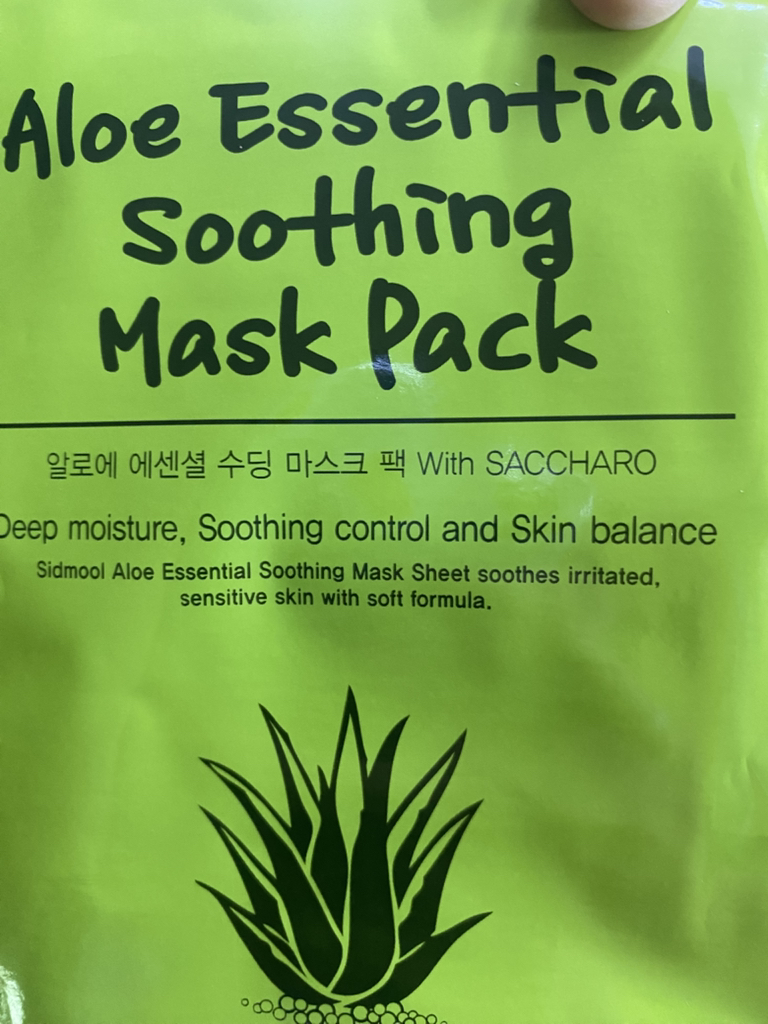 Aloe Essential
Soothing
Mask Pack
알로에 에센셜 수딩 마스크 팩 With SACCHARO
Deep moisture, Soothing control and Skin balance
Sidmool Aloe Essential Soothing Mask Sheet soothes irritated,
sensitive skin with soft formula.